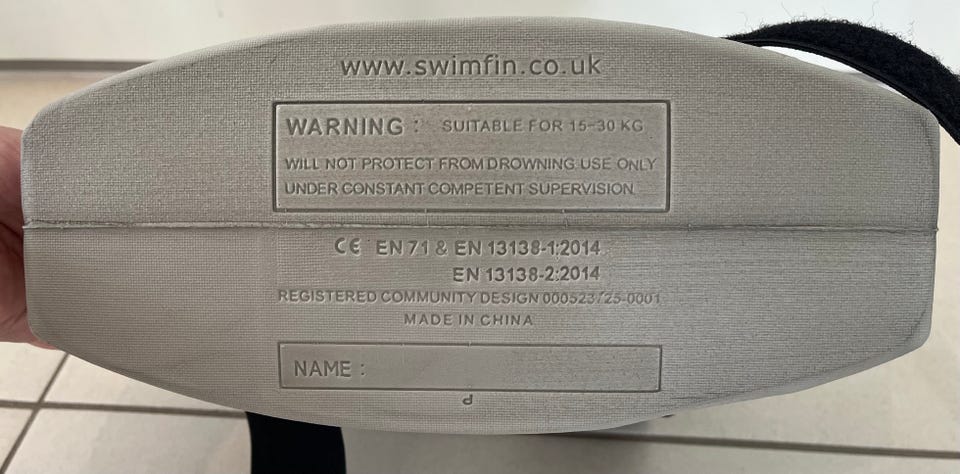 www.swimfin.co.uk
WARNING : SUITABLE FOR 15-30 KG
WILL NOT PROTECT FROM DROWNING USE ONLY
UNDER CONSTANT COMPETENT SUPERVISION.
CE EN 71 & EN 13138-1:2014
EN 13138-2:2014
REGISTERED COMMUNITY DESIGN 000523725-0001
MADE IN CHINA
NAME :
d